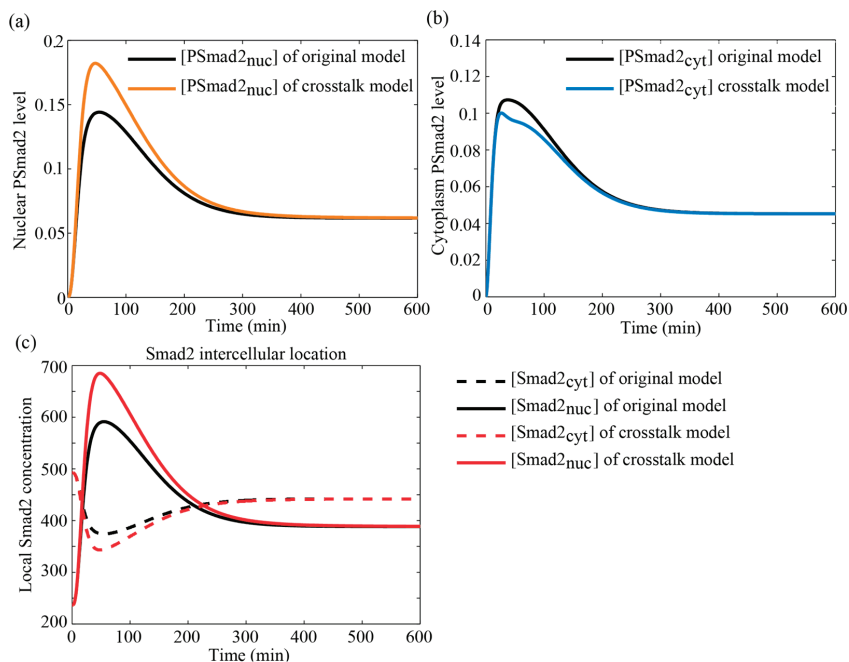 (a)
[PSmad2nuc] of original model
[PSmad2nuc] of crosstalk model
Nuclear PSmad2 level
0.2
0.15
0.1
0.05
0
0 100 200 300 400 500 600
Time (min)
(b)
[PSmad2cyt] original model
[PSmad2cyt] crosstalk model
Cytoplasm PSmad2 level
0.14
0.12
0.1
0.08
0.06
0.04
0.02
0
0 100 200 300 400 500 600
Time (min)
(c)
Smad2 intercellular location
Local Smad2 concentration
700
600
500
400
300
200
0 100 200 300 400 500 600
Time (min)
[Smad2cyt] of original model
[Smad2nuc] of original model
[Smad2cyt] of crosstalk model
[Smad2nuc] of crosstalk model